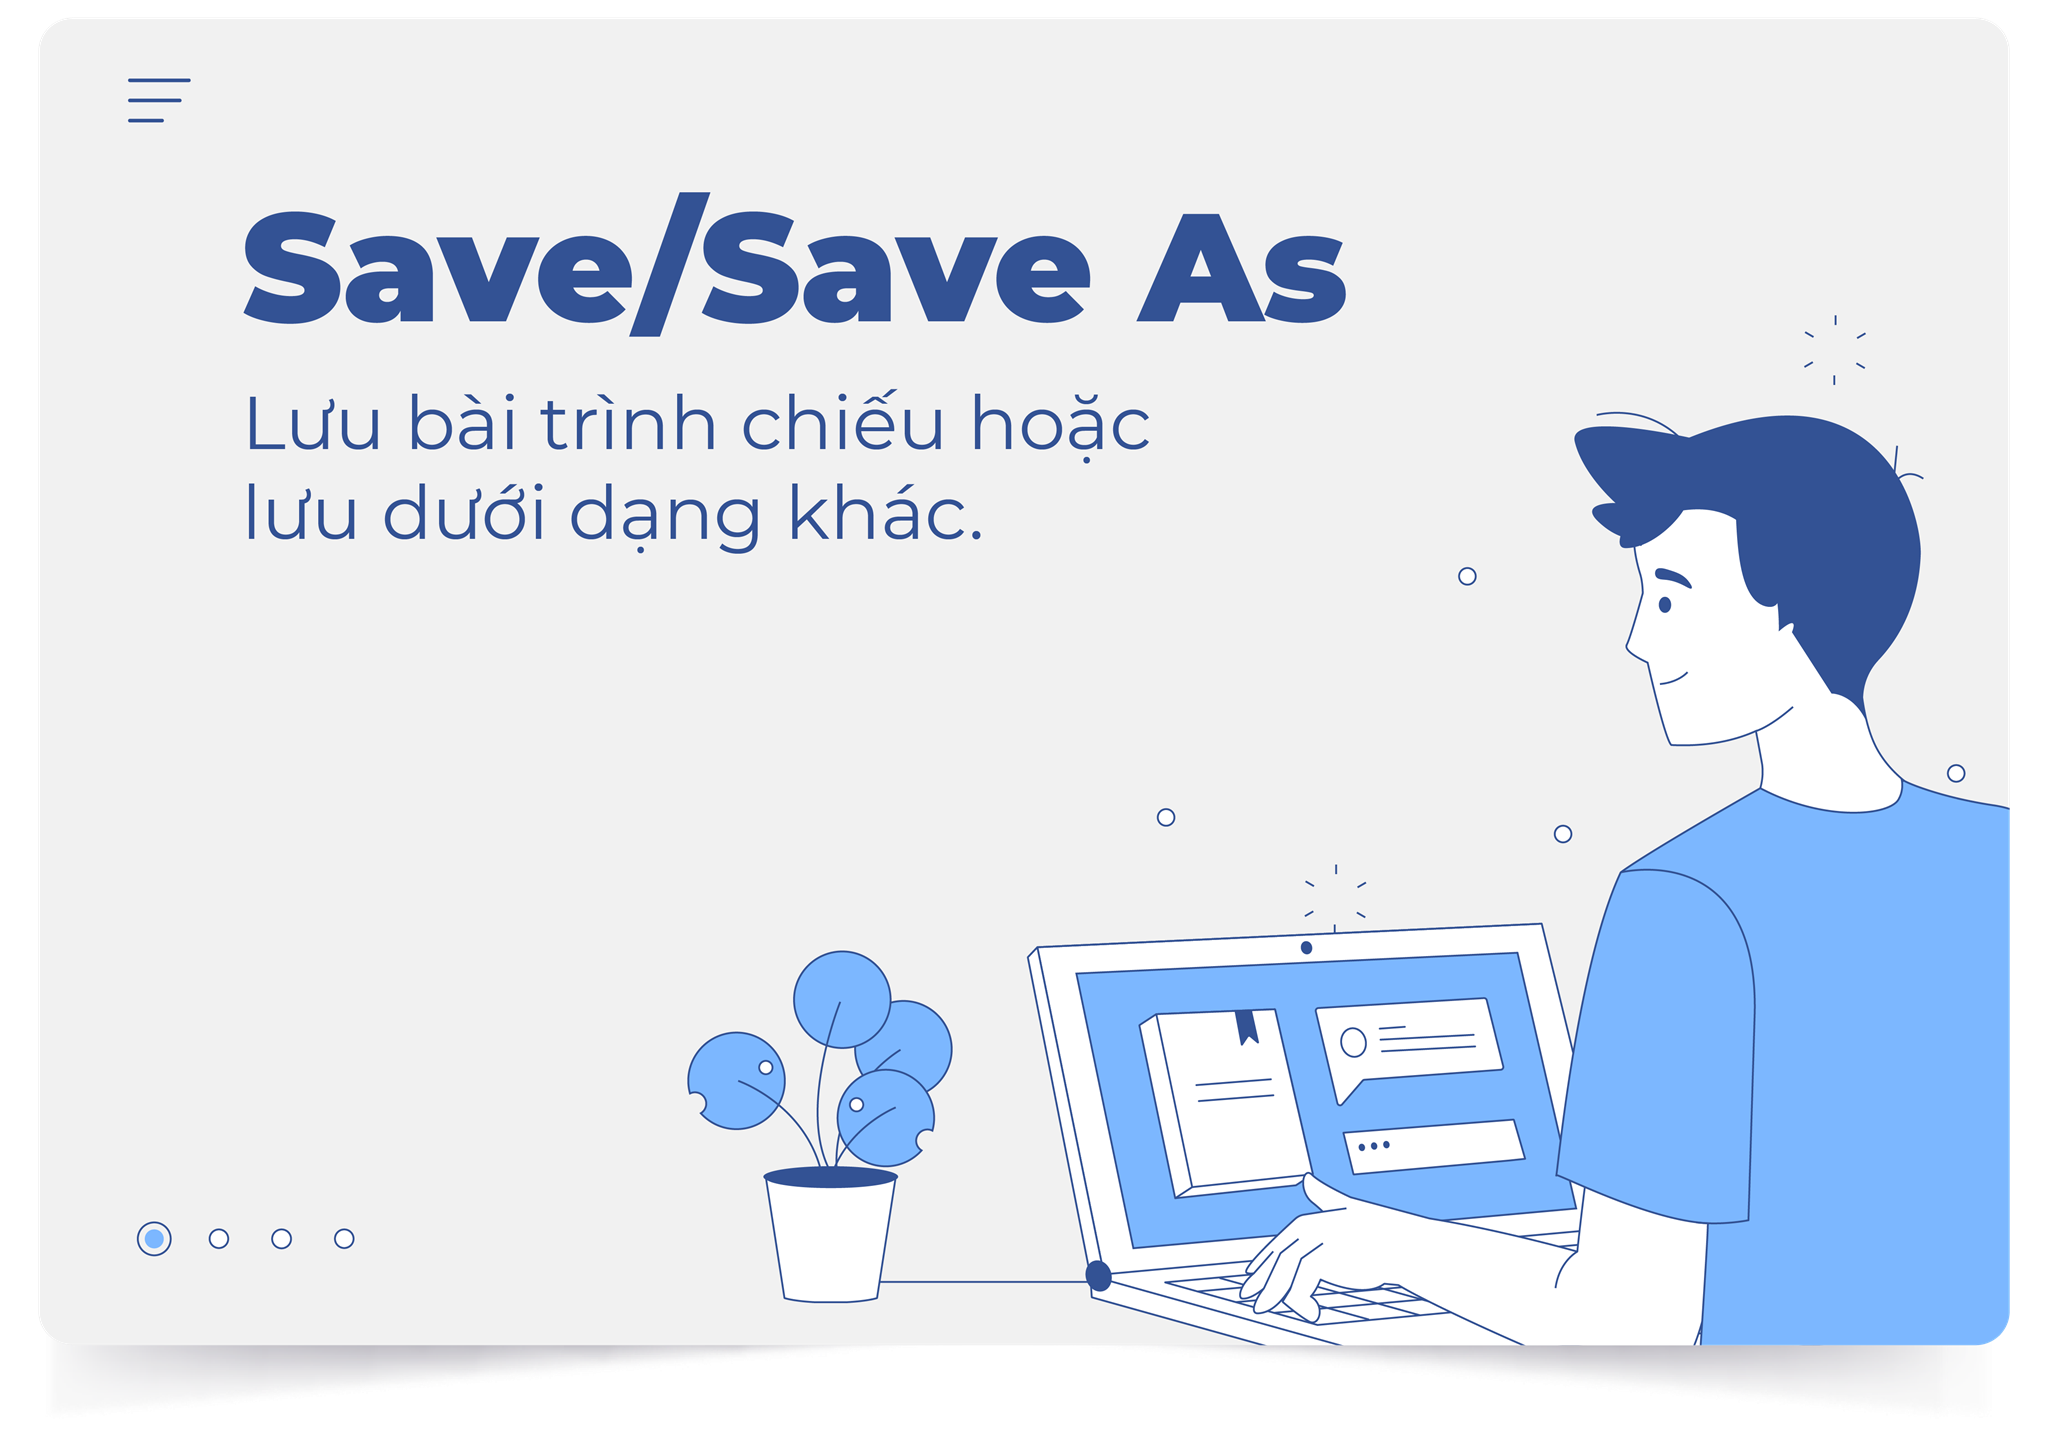 Save/Save As
Lưu bài trình chiếu hoặc
lưu dưới dạng khác.